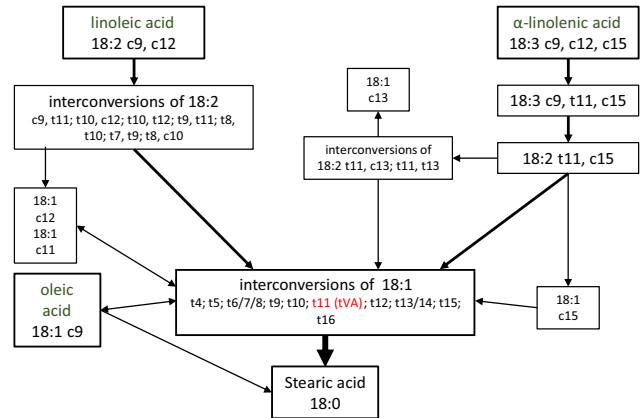 linoleic acid
18:2 c9, c12
α-linolenic acid
18:3 c9, c12, c15
interconversions of 18:2
c9, t11; t10, c12; t10, t12; t9, t11; t8,
t10; t7, t9; t8, c10
18:1
c13
18:3 c9, t11, c15
interconversions of
18:2 t11, c13; t11, t13
18:2 t11, c15
18:1
c12
18:1
c11
oleic
acid
18:1 c9
interconversions of 18:1
t4; t5; t6/7/8; t9; t10; t11 (tVA); t12; t13/14; t15;
t16
18:1
c15
Stearic acid
18:0